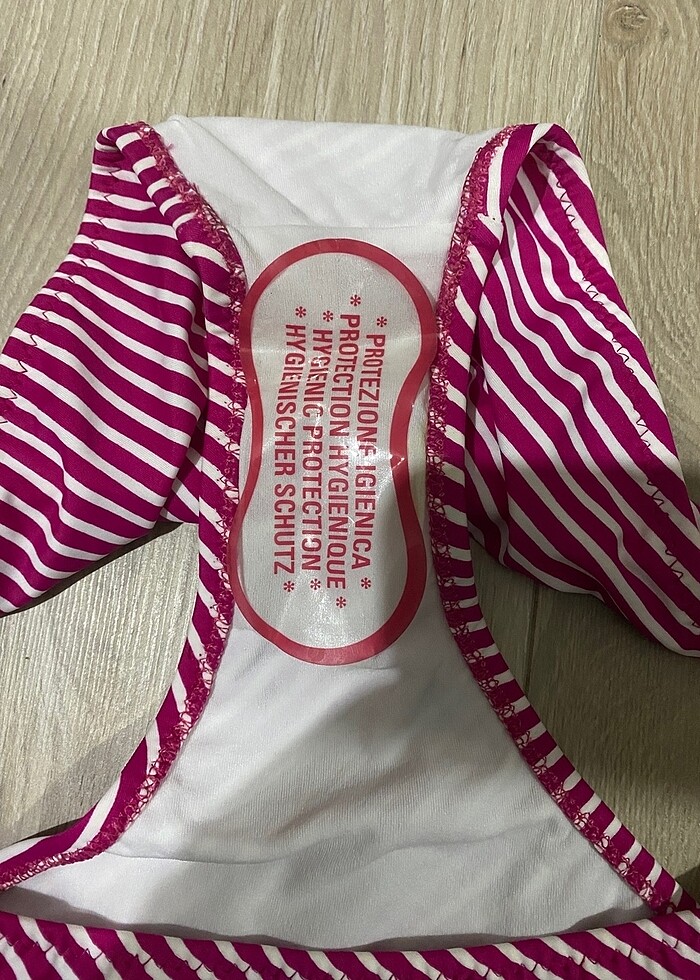 * PROTEZIONE IGIENICA *
* PROTECTION HYGIENIQUE *
* HYGIENIC PROTECTION *
* HYGIENISCHER SCHUTZ *